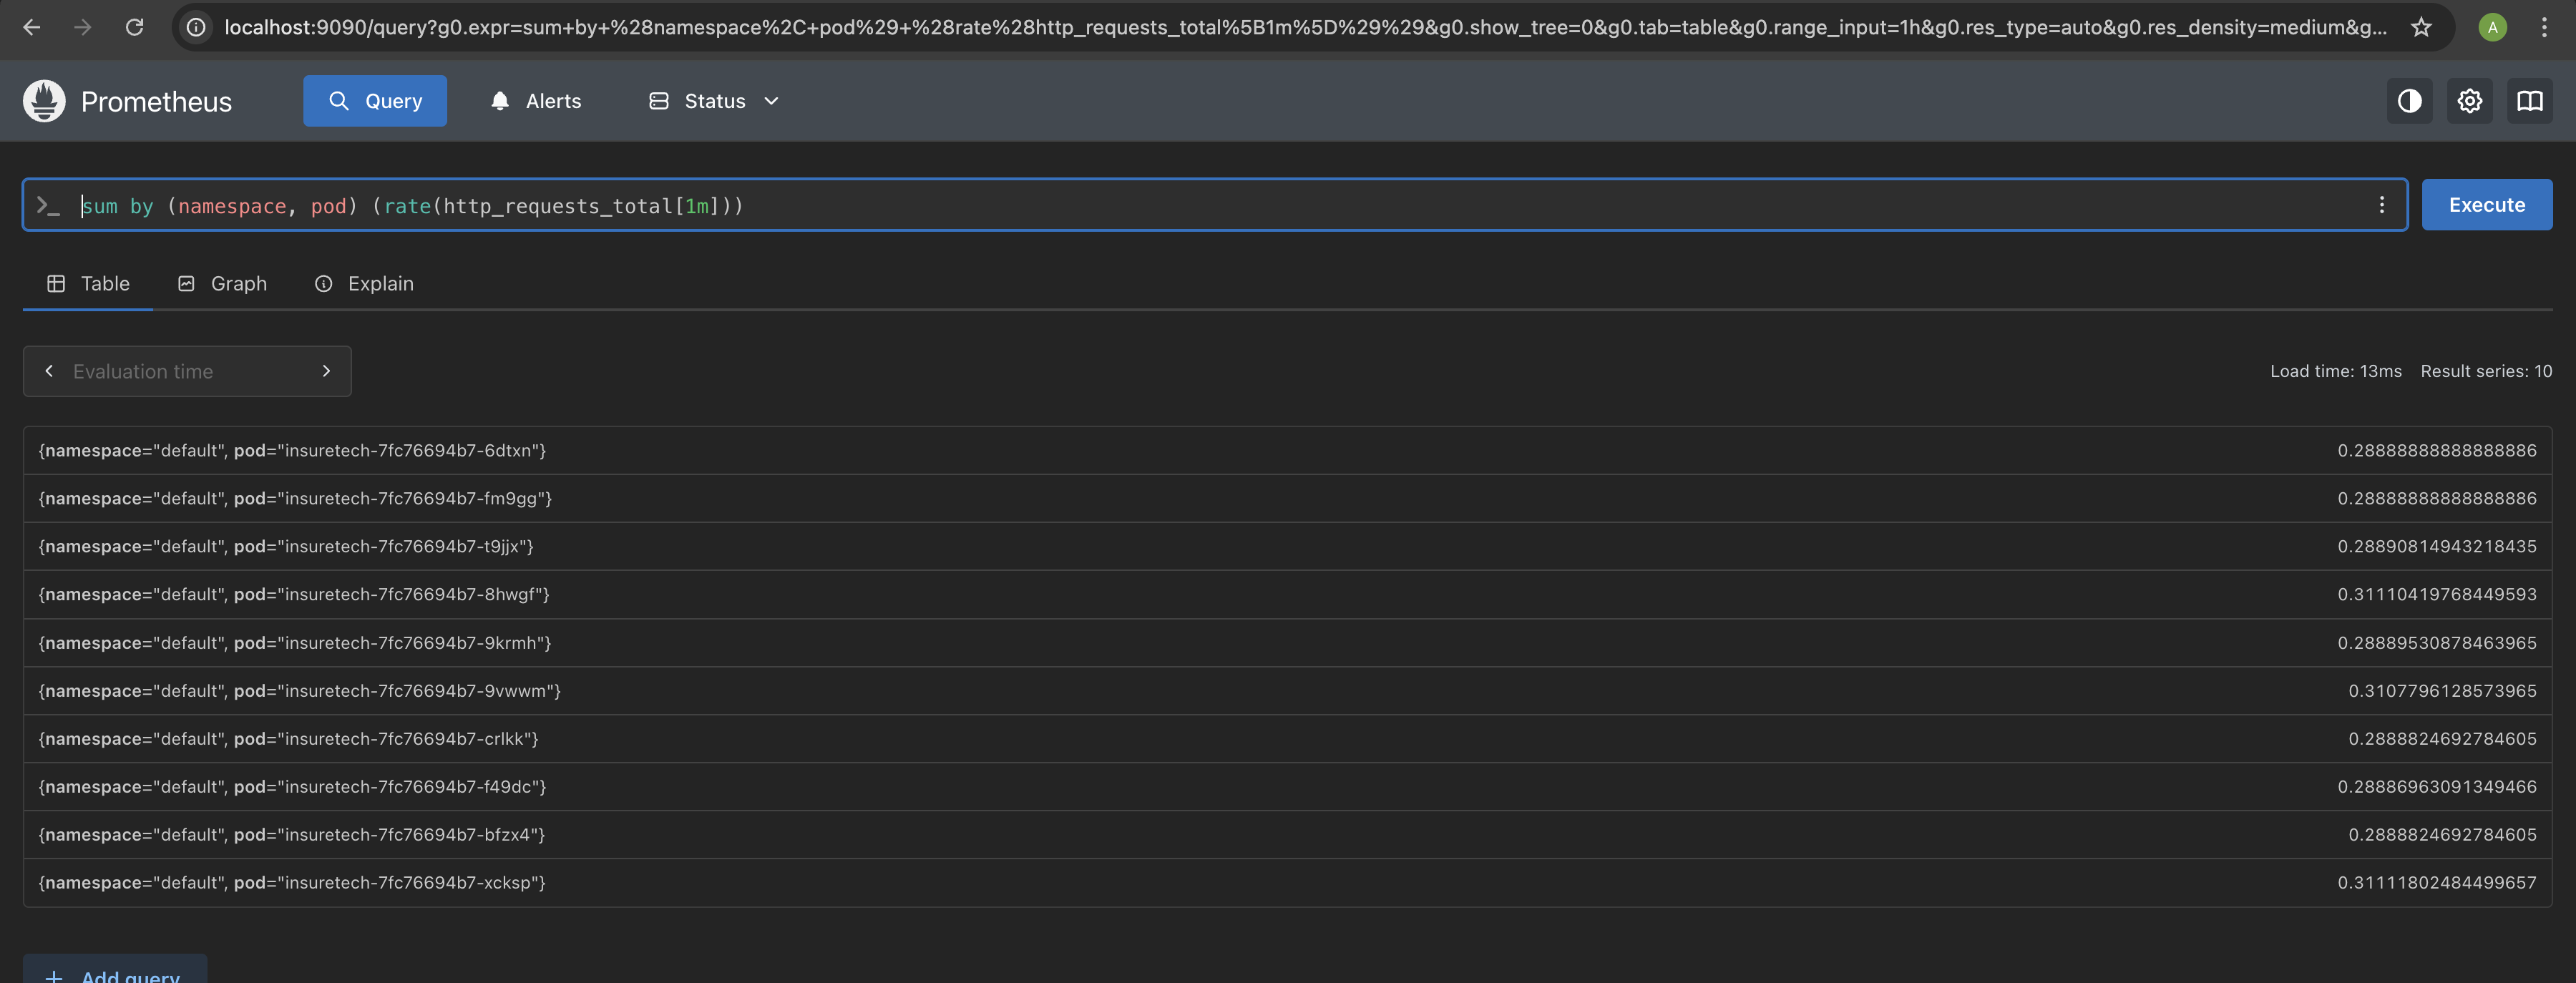 localhost:9090/query?g0.expr=sum+by+%28namespace%2C+pod%29+%28rate%28http_requests_total%5B1m%5D%29%29&g0.show_tree=0&g0.tab=table&g0.range_input=1h&g0.res_type=auto&g0.res_density=medium&g... A
Prometheus Query Alerts Status
>_ sum by (namespace, pod) (rate(http_requests_total[1m])) Execute
Table Graph Explain
Evaluation time Load time: 13ms Result series: 10
{namespace="default", pod="insuretech-7fc76694b7-6dtxn"} 0.28888888888888886
{namespace="default", pod="insuretech-7fc76694b7-fm9gg"} 0.28888888888888886
{namespace="default", pod="insuretech-7fc76694b7-t9jjx"} 0.28890814943218435
{namespace="default", pod="insuretech-7fc76694b7-8hwgf"} 0.31110419768449593
{namespace="default", pod="insuretech-7fc76694b7-9krmh"} 0.28889530878463965
{namespace="default", pod="insuretech-7fc76694b7-9vwwm"} 0.3107796128573965
{namespace="default", pod="insuretech-7fc76694b7-crlkk"} 0.2888824692784605
{namespace="default", pod="insuretech-7fc76694b7-f49dc"} 0.28886963091349466
{namespace="default", pod="insuretech-7fc76694b7-bfzx4"} 0.2888824692784605
{namespace="default", pod="insuretech-7fc76694b7-xcksp"} 0.31111802484499657
+ Add query